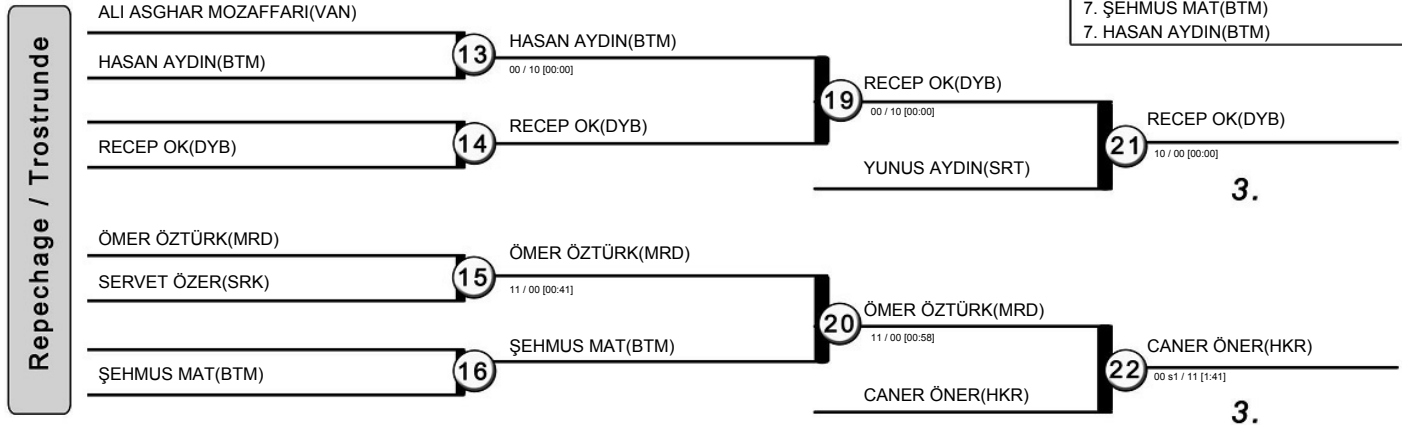 Repechage / Trostrunde
7. ŞEHMUS MAT(BTM)
7. HASAN AYDIN(BTM)
ALI ASGHAR MOZAFFARI(VAN)
HASAN AYDIN(BTM)
13
HASAN AYDIN(BTM)
00 / 10 [00:00]
RECEP OK(DYB)
14
RECEP OK(DYB)
19
RECEP OK(DYB)
00 / 10 [00:00]
YUNUS AYDIN(SRT)
21
RECEP OK(DYB)
10 / 00 [00:00]
3.
ÖMER ÖZTÜRK(MRD)
SERVET ÖZER(SRK)
15
ÖMER ÖZTÜRK(MRD)
11 / 00 [00:41]
ŞEHMUS MAT(BTM)
16
ŞEHMUS MAT(BTM)
20
ÖMER ÖZTÜRK(MRD)
11 / 00 [00:58]
CANER ÖNER(HKR)
22
CANER ÖNER(HKR)
00 s1 / 11 [1:41]
3.